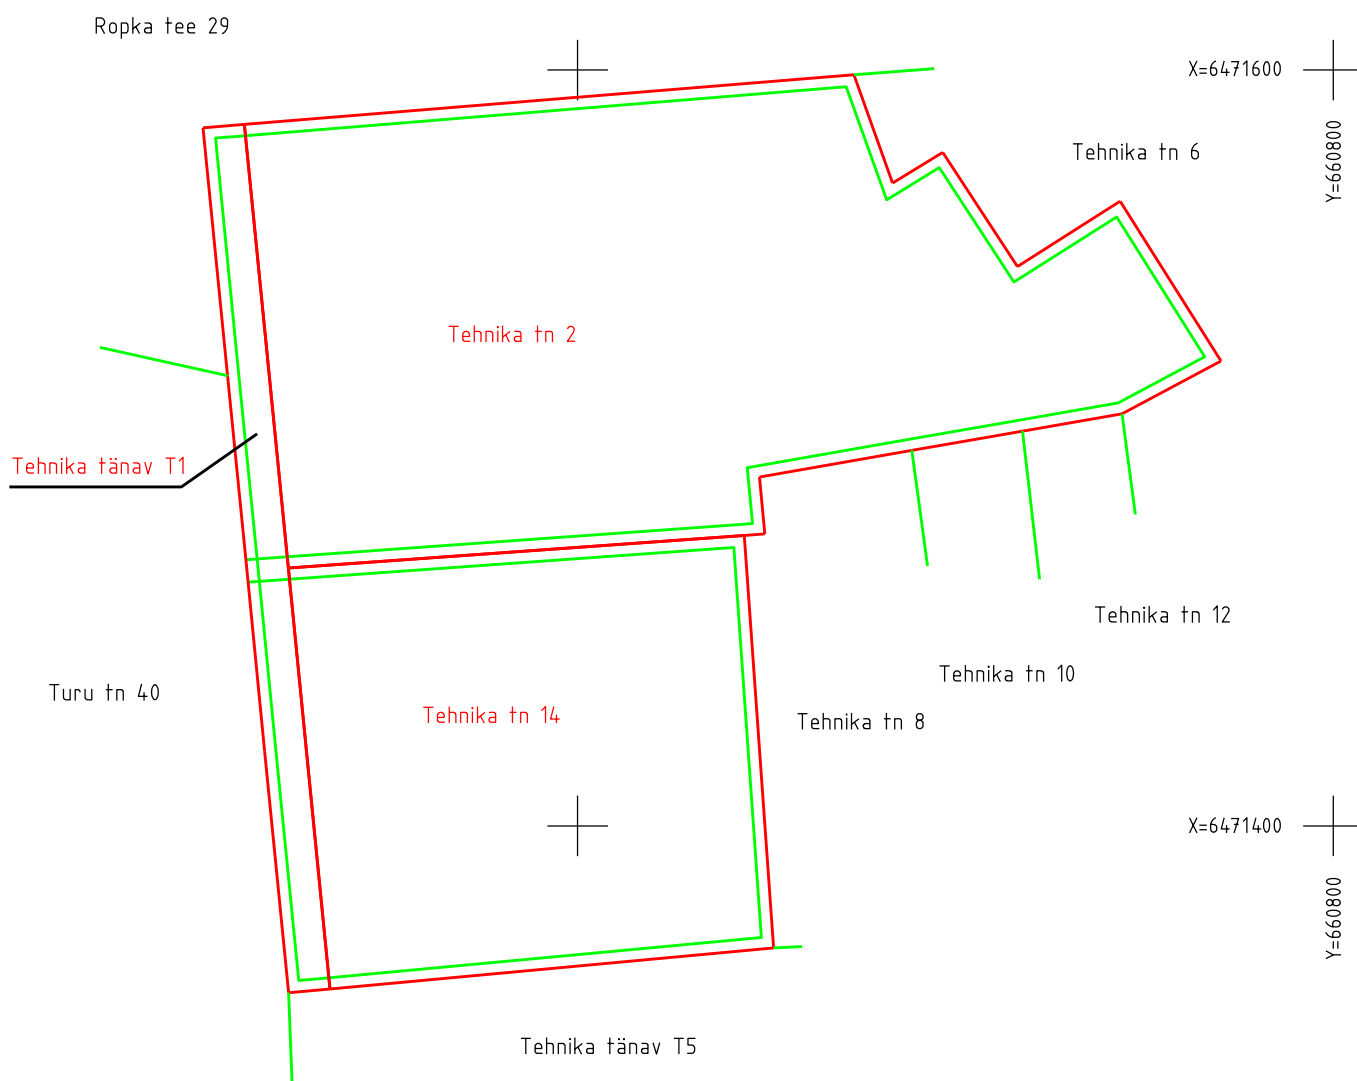 Ropka tee 29
X=6471600
Y=660800
Tehnika tn 6
Tehnika tn 2
Tehnika tänav T1
Tehnika tn 12
Tehnika tn 10
Turu tn 40
Tehnika tn 14
Tehnika tn 8
X=6471400
Y=660800
Tehnika tänav T5